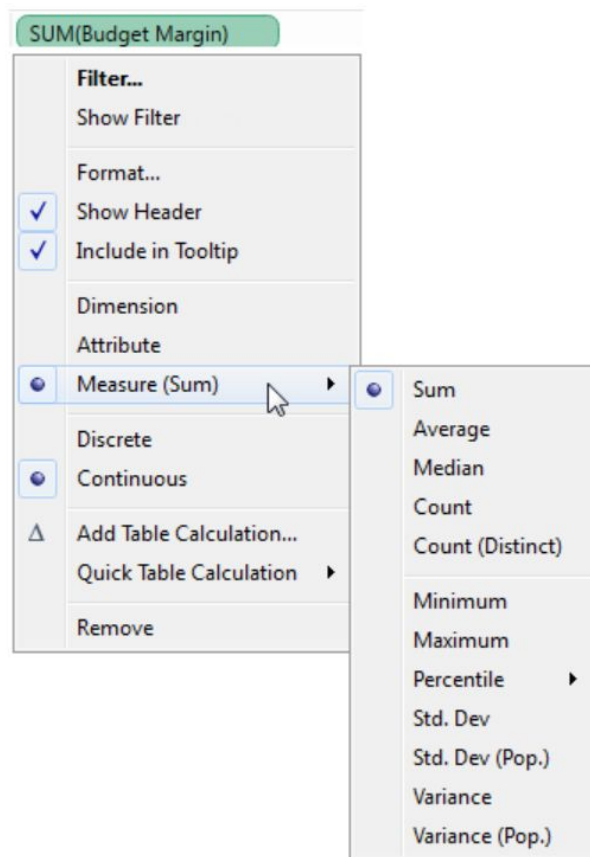 SUM(Budget Margin)
Filter...
Show Filter
Format...
Show Header
Include in Tooltip
Dimension
Attribute
Measure (Sum)
Discrete
Continuous
Δ Add Table Calculation...
Quick Table Calculation
Remove
Sum
Average
Median
Count
Count (Distinct)
Minimum
Maximum
Percentile
Std. Dev
Std. Dev (Pop.)
Variance
Variance (Pop.)